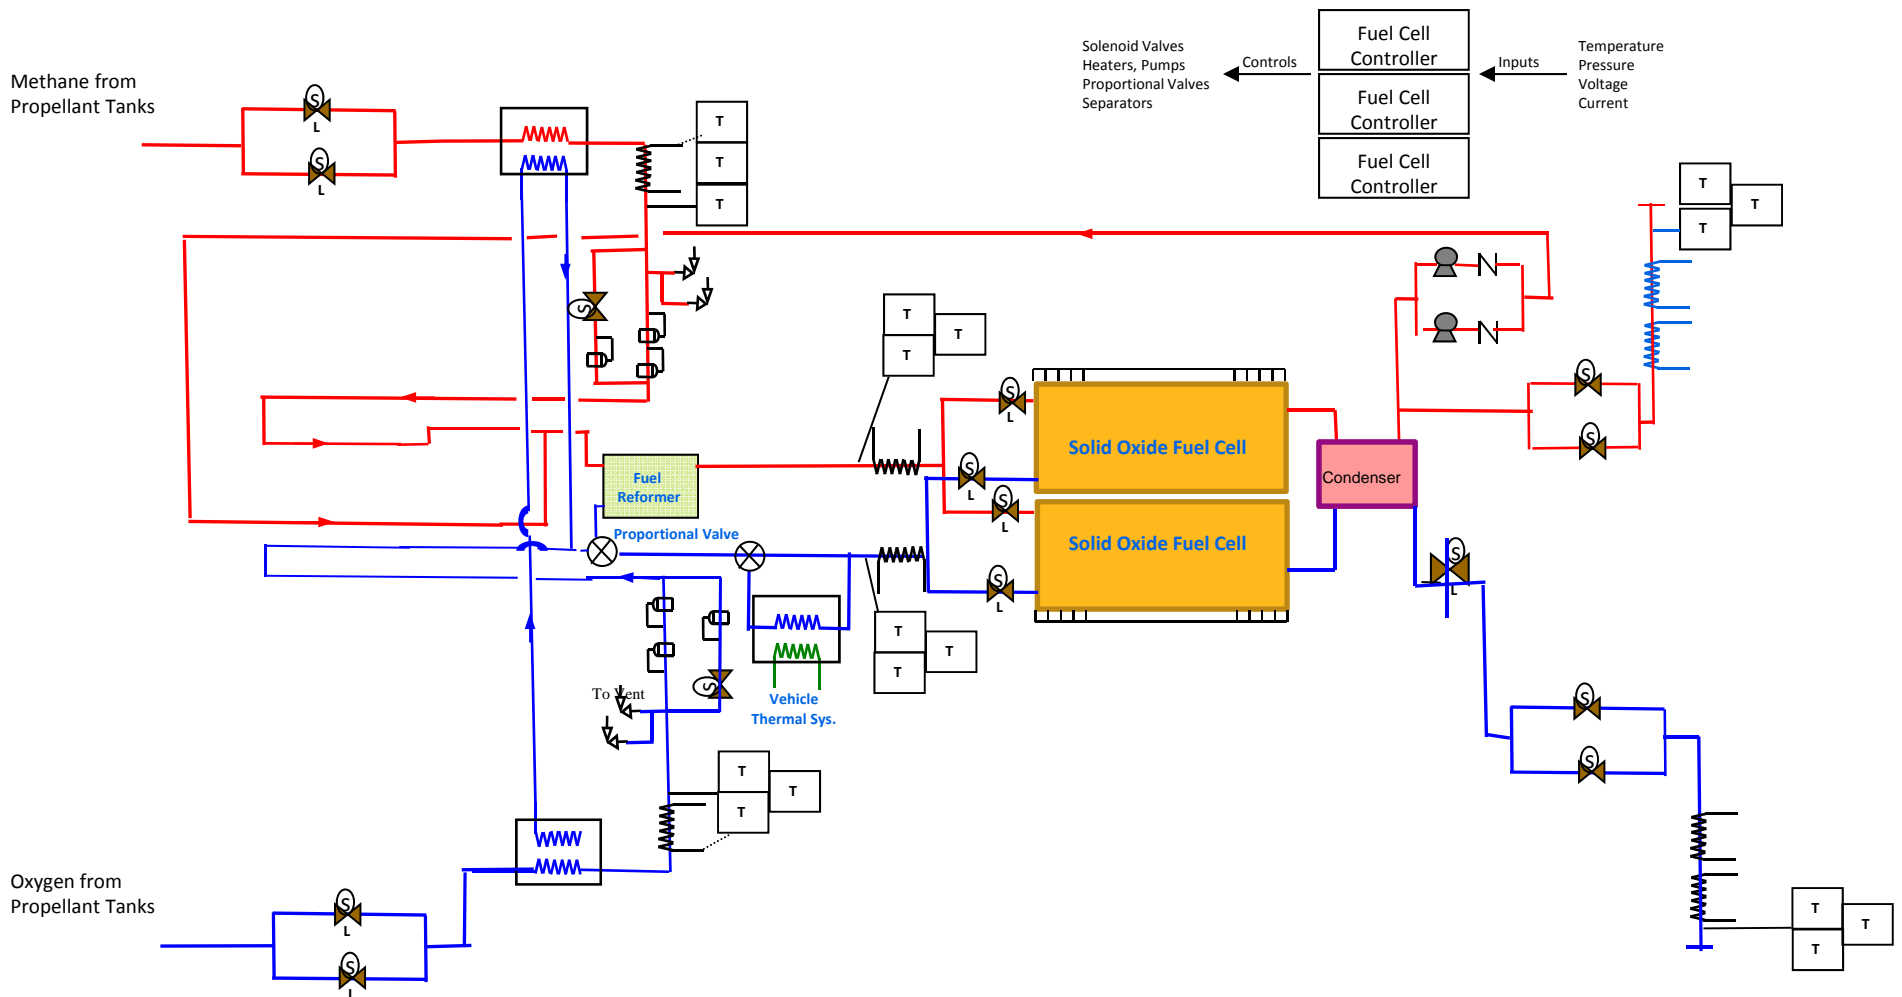 Methane from
Propellant Tanks
S
L
S
L
T
T
T
Solenoid Valves
Heaters, Pumps
Proportional Valves
Separators
Controls
Fuel Cell
Controller
Fuel Cell
Controller
Fuel Cell
Controller
Inputs
Temperature
Pressure
Voltage
Current
T
T
T
S
T
T
T
S
L
S
L
S
L
S
L
Solid Oxide Fuel Cell
Solid Oxide Fuel Cell
Fuel
Reformer
Proportional Valve
Condenser
S
S
S
L
T
T
T
S
To Vent
Vehicle
Thermal Sys.
S
S
T
T
T
Oxygen from
Propellant Tanks
S
L
S
L
T
T
T